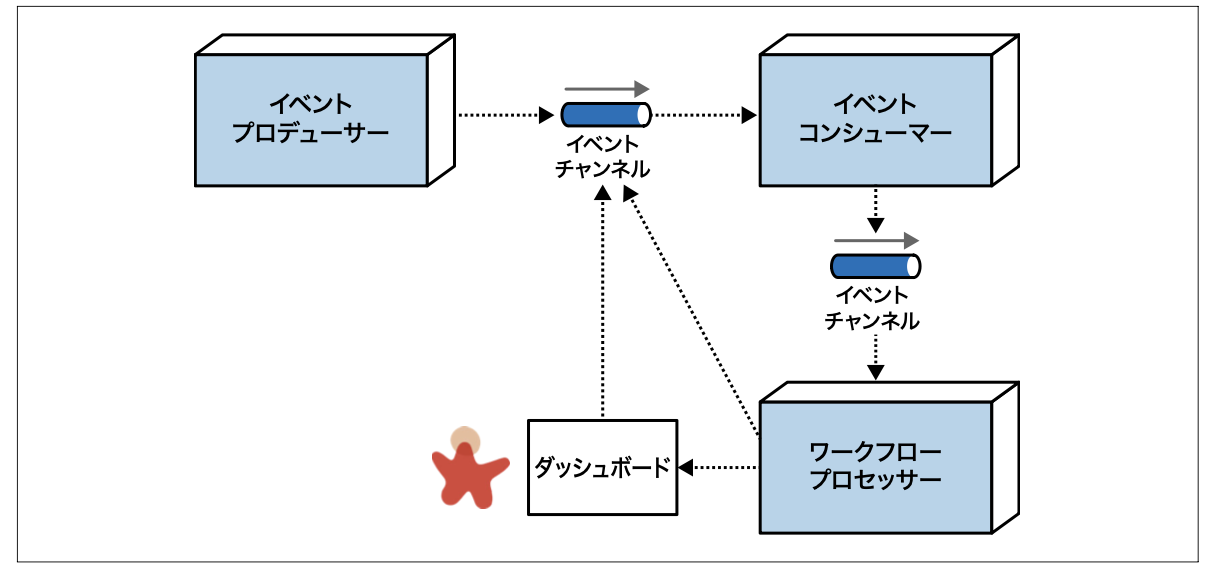 イベント
プロデューサー
イベント
チャンネル
イベント
コンシューマー
イベント
チャンネル
ダッシュボード
ワークフロー
プロセッサー